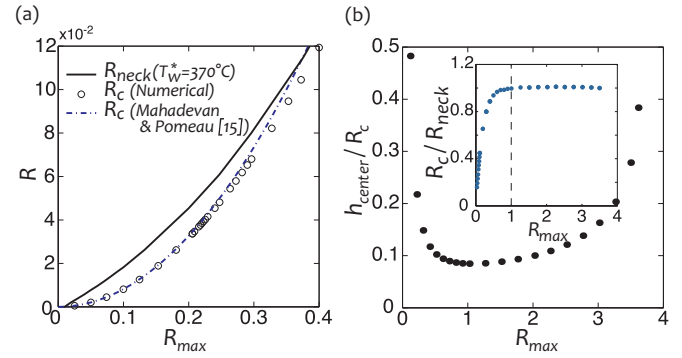 (a)
x10⁻²
12
10
8
6
4
2
0
R
R_neck (T*_w=370°C)
R_c (Numerical)
R_c (Mahadevan
& Pomeau [15])
0 0.1 0.2 0.3 0.4
R_max
(b)
0.5
0.4
0.3
0.2
0.1
0
h_center / R_c
0 1 2 3 4
R_max
1.2
0.8
0.4
0
R_c / R_neck
0 1 2 3 4
R_max